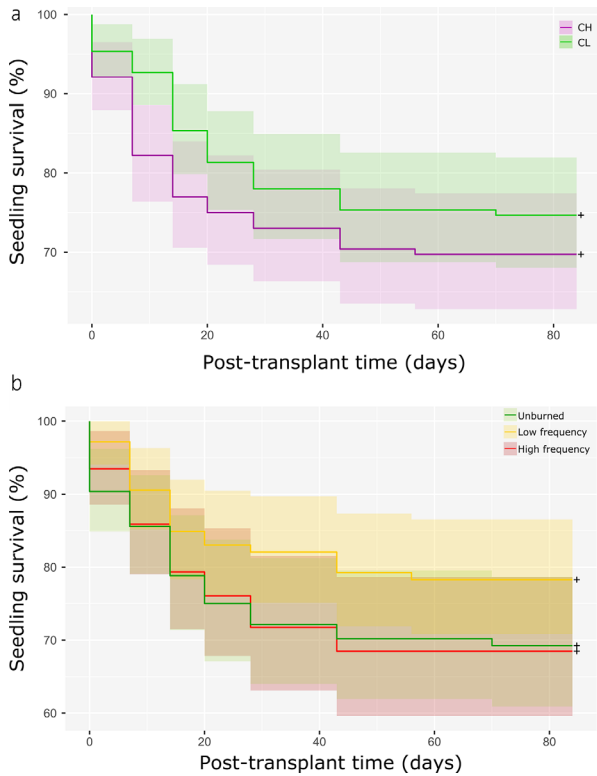 a
100
90
80
70
Seedling survival (%)
CH
CL
0
20
40
60
80
Post-transplant time (days)
b
100
90
80
70
60
Seedling survival (%)
Unburned
Low frequency
High frequency
0
20
40
60
80
Post-transplant time (days)